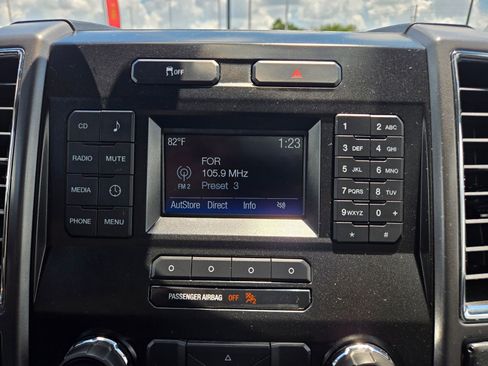 OFF
CD
RADIO MUTE
MEDIA
PHONE MENU
82°F 1:23
FOR
105.9 MHz
FM 2 Preset 3
AutoStore Direct Info
1 2 ABC
3 DEF 4 GHI
5 JKL 6 MNO
7 PQRS 8 TUV
9 WXYZ 0 +
* #
PASSENGER AIRBAG OFF